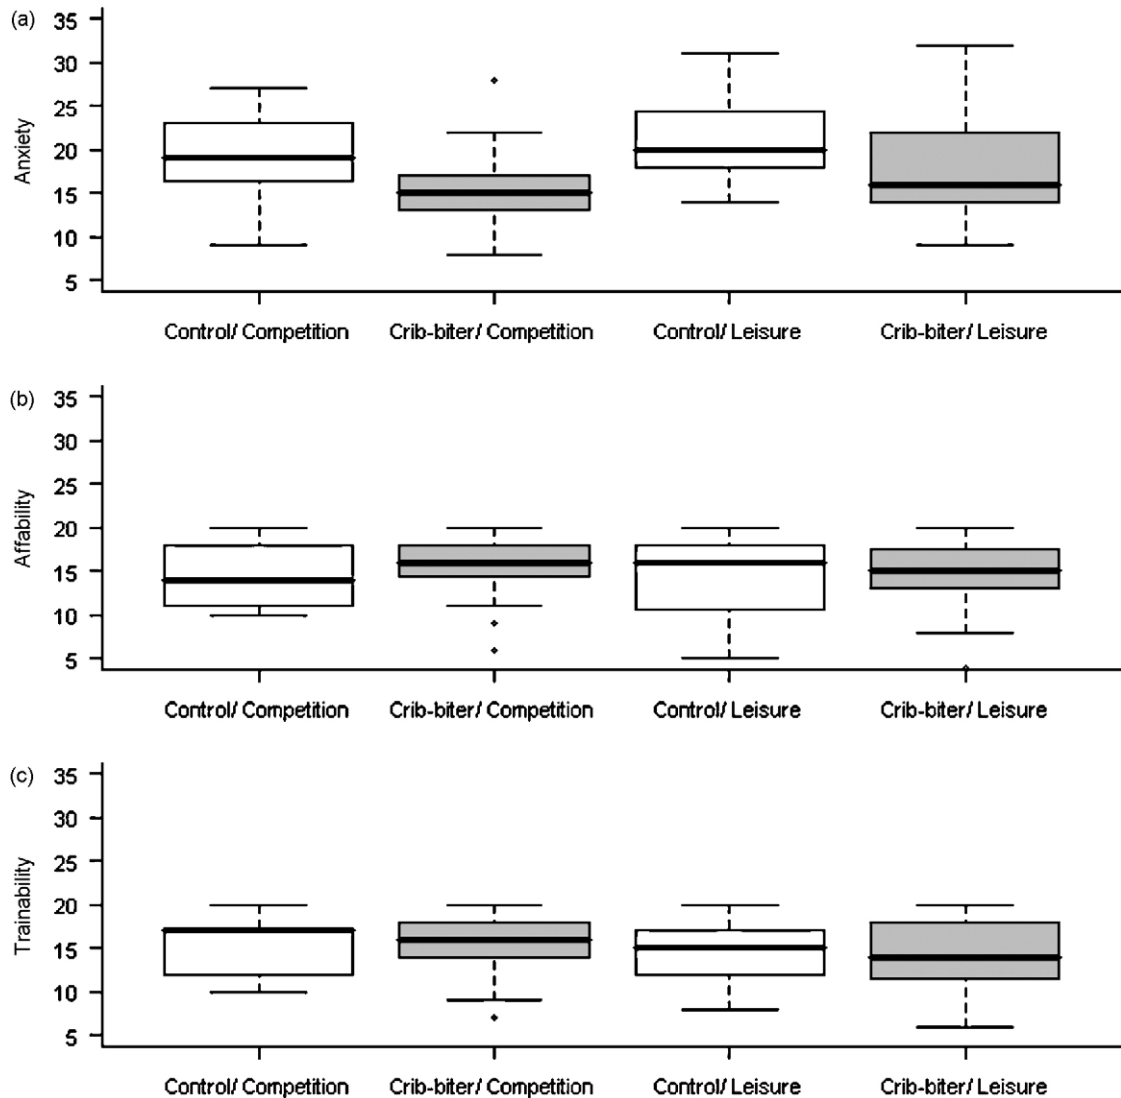 (a)
Anxiety
35
30
25
20
15
10
5
Control/ Competition
Crib-biter/ Competition
Control/ Leisure
Crib-biter/ Leisure
(b)
Affability
35
30
25
20
15
10
5
Control/ Competition
Crib-biter/ Competition
Control/ Leisure
Crib-biter/ Leisure
(c)
Trainability
35
30
25
20
15
10
5
Control/ Competition
Crib-biter/ Competition
Control/ Leisure
Crib-biter/ Leisure